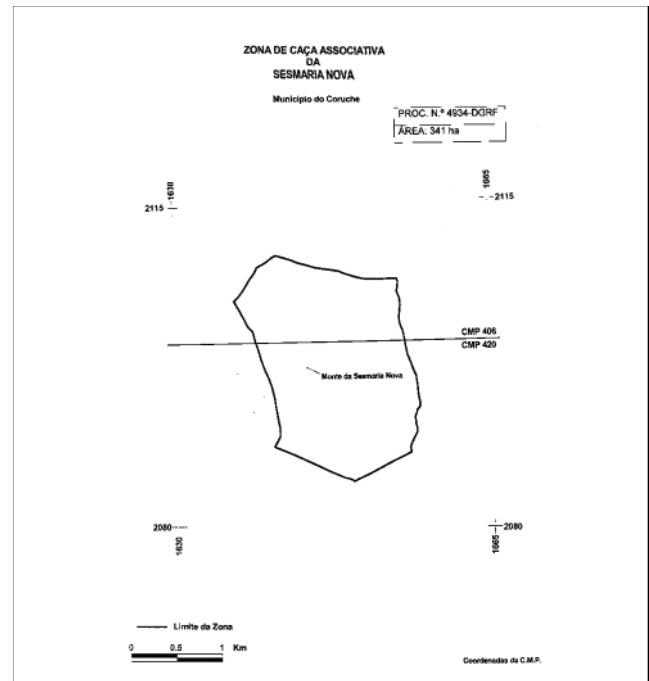 ZONA DE CAÇA ASSOCIATIVA
DA
SESMARIA NOVA
Município do Coruche
PROC. N.º 4934-DGRF
ÁREA: 341 ha
1630
1665
2115
2115
CMP 406
CMP 420
Monte da Sesmaria Nova
2080
2080
1630
1665
Limite da Zona
0 0.5 1 Km
Coordenadas da C.M.P.